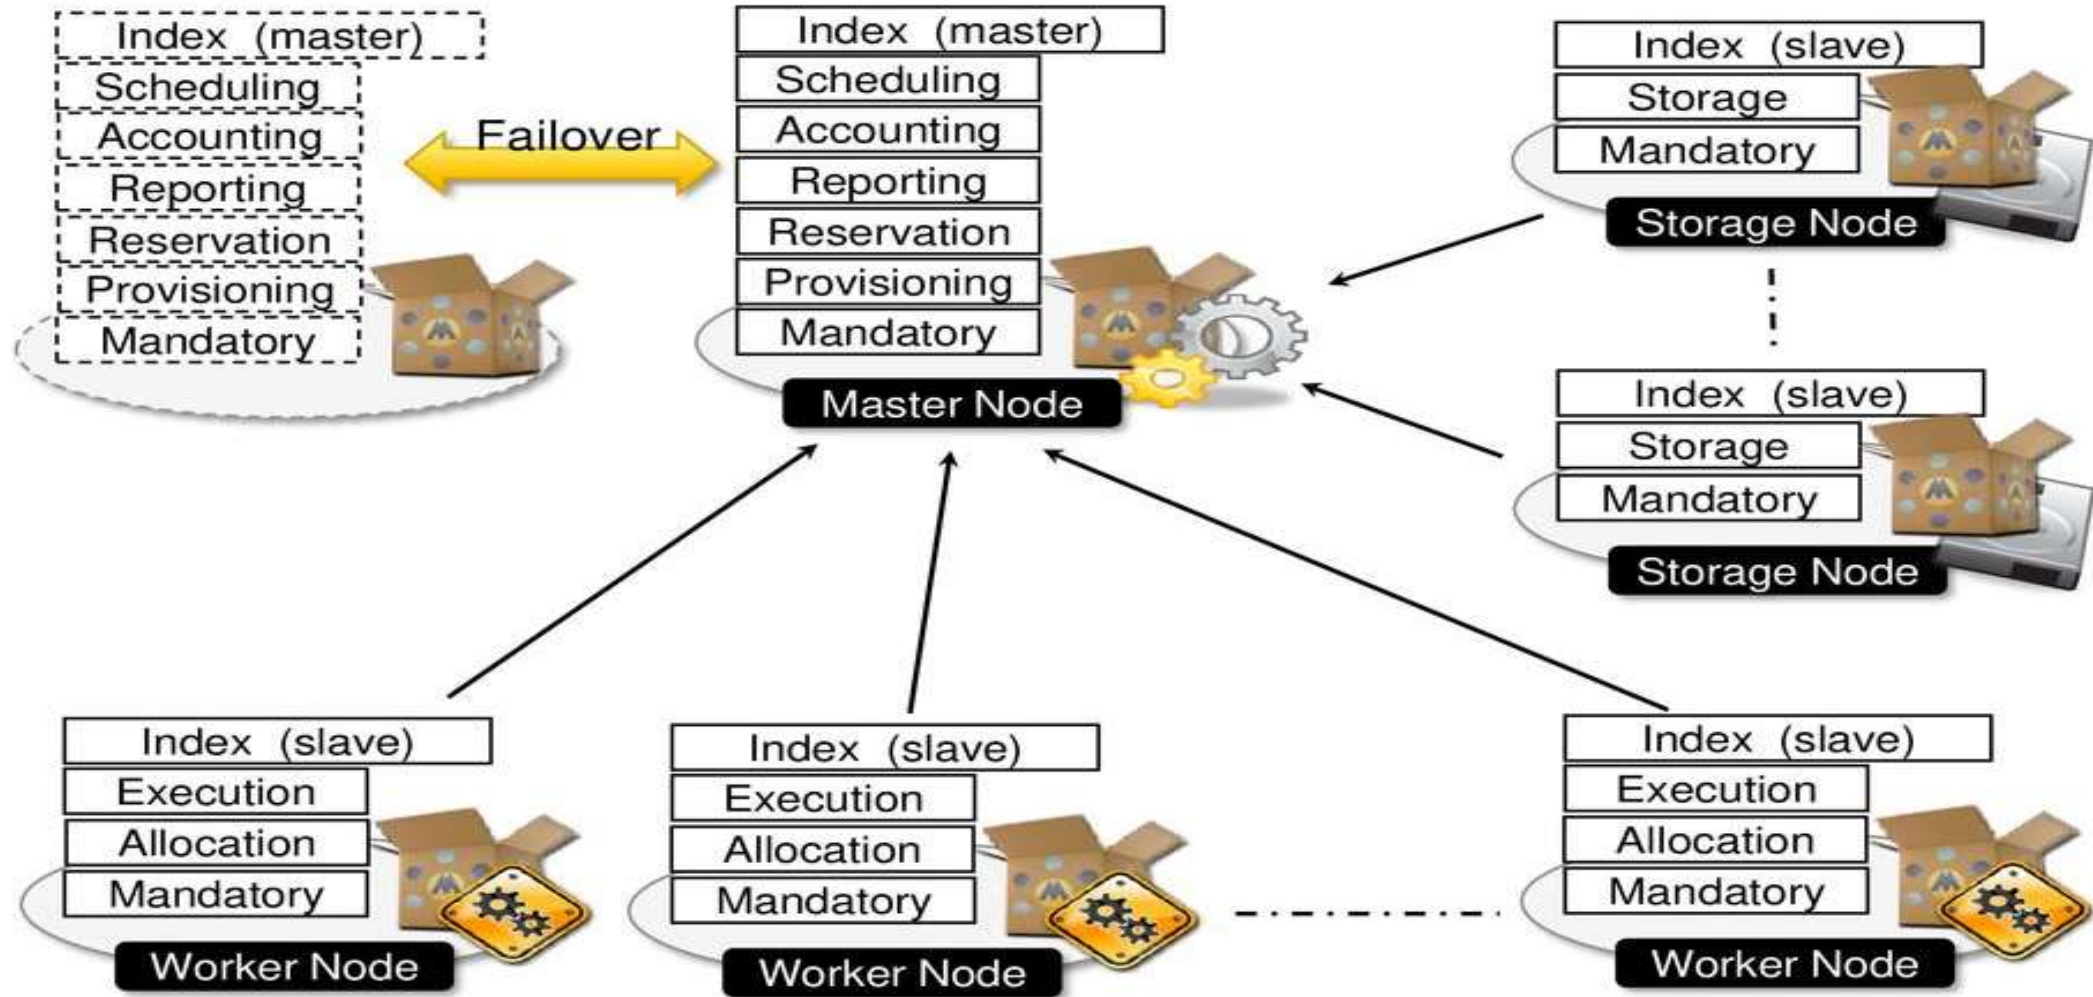 Index (master)
Scheduling
Accounting
Reporting
Reservation
Provisioning
Mandatory
Failover
Index (master)
Scheduling
Accounting
Reporting
Reservation
Provisioning
Mandatory
Master Node
Index (slave)
Storage
Mandatory
Storage Node
Index (slave)
Storage
Mandatory
Storage Node
Index (slave)
Execution
Allocation
Mandatory
Worker Node
Index (slave)
Execution
Allocation
Mandatory
Worker Node
Index (slave)
Execution
Allocation
Mandatory
Worker Node